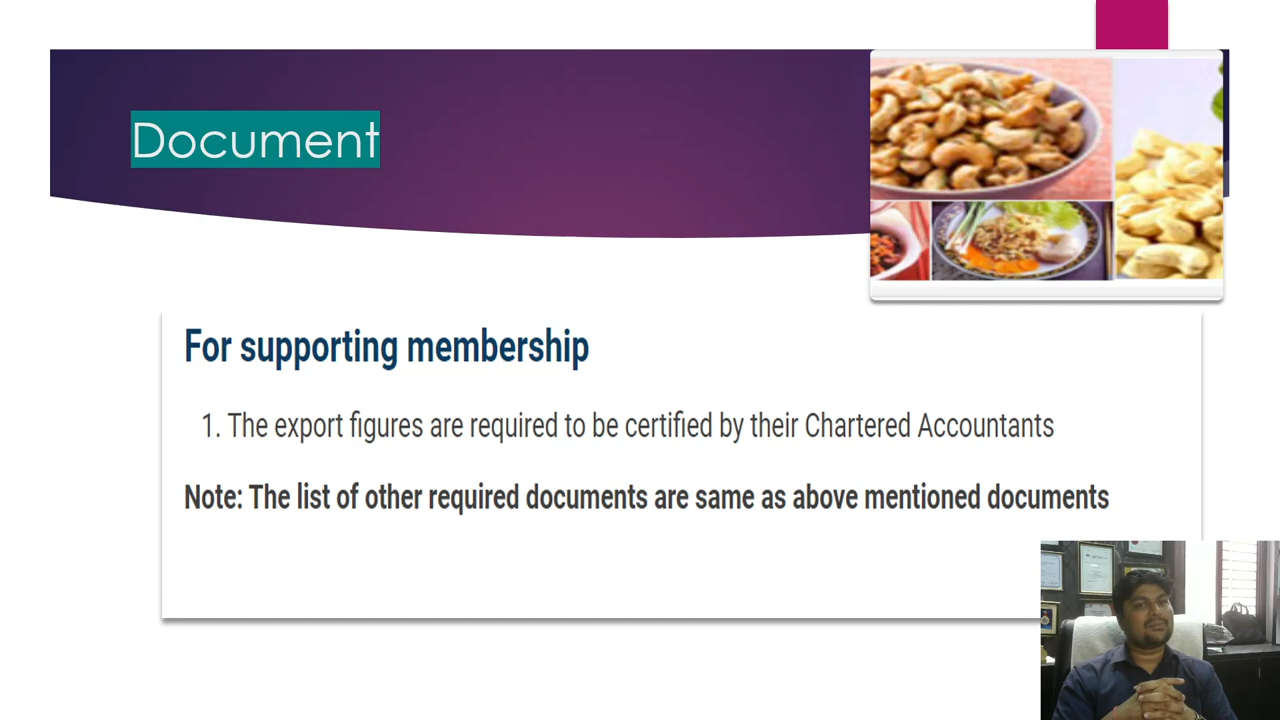 Document
For supporting membership
1. The export figures are required to be certified by their Chartered Accountants
Note: The list of other required documents are same as above mentioned documents